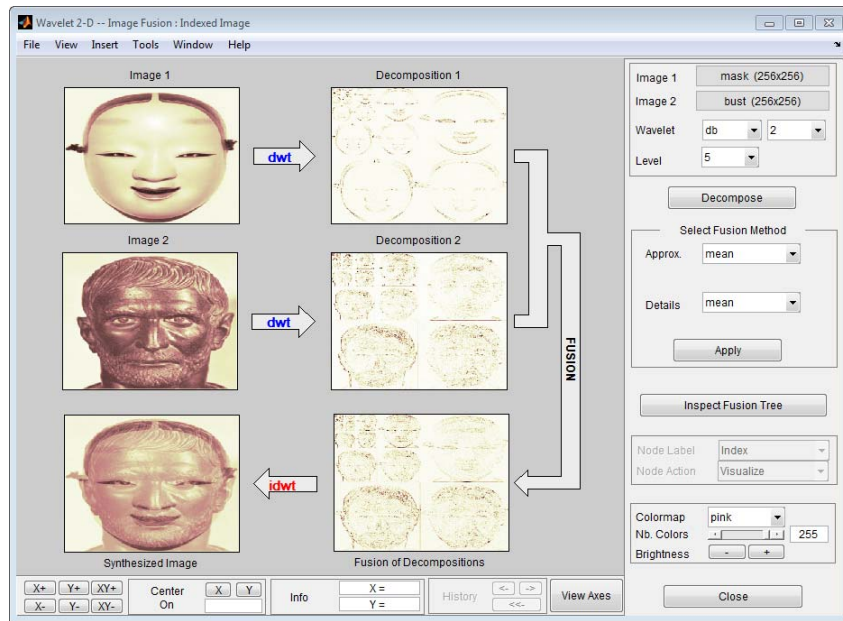 Wavelet 2-D -- Image Fusion : Indexed Image
File View Insert Tools Window Help
Image 1
Decomposition 1
dwt
Image 2
Decomposition 2
dwt
FUSION
idwt
Synthesized Image
Fusion of Decompositions
Image 1 mask (256x256)
Image 2 bust (256x256)
Wavelet db 2
Level 5
Decompose
Select Fusion Method
Approx. mean
Details mean
Apply
Inspect Fusion Tree
Node Label Index
Node Action Visualize
Colormap pink
Nb. Colors 255
Brightness - +
Close
X+ Y+ XY+
X- Y- XY-
Center
On
X Y
Info
X =
Y =
History
<- ->
<<-
View Axes